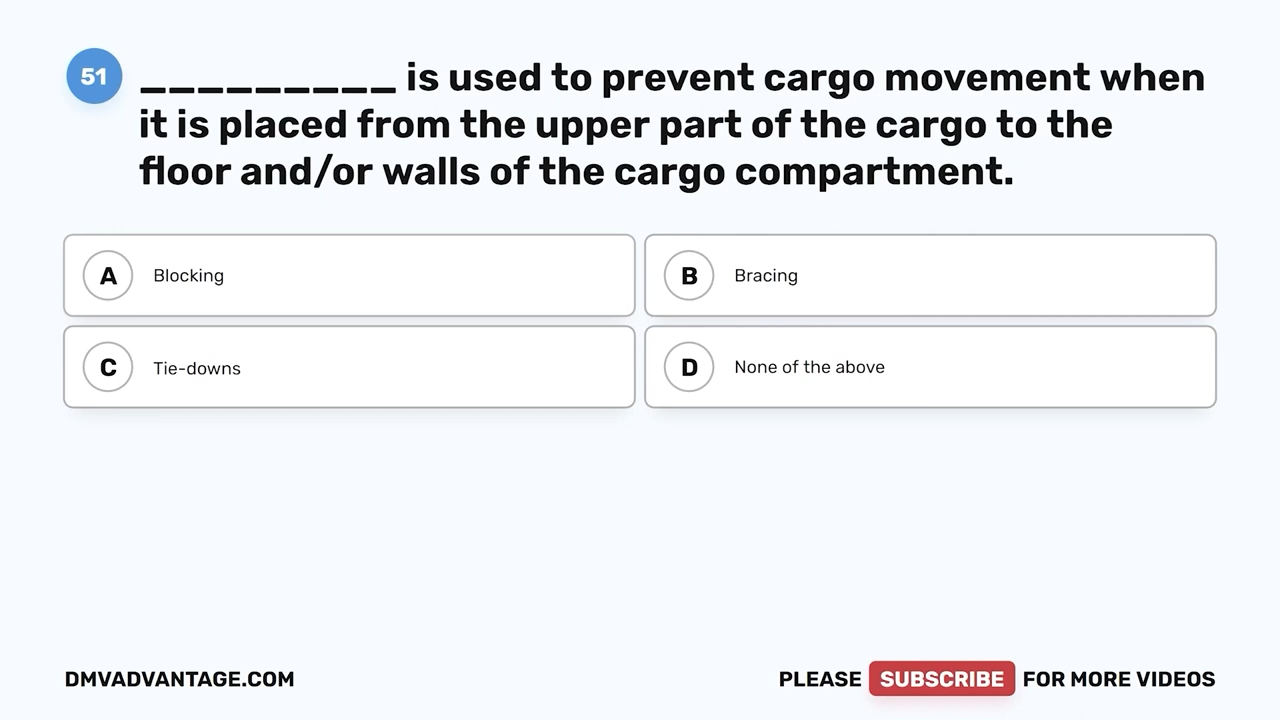 51
_________ is used to prevent cargo movement when
it is placed from the upper part of the cargo to the
floor and/or walls of the cargo compartment.
A Blocking
B Bracing
C Tie-downs
D None of the above
DMVADVANTAGE.COM
PLEASE SUBSCRIBE FOR MORE VIDEOS